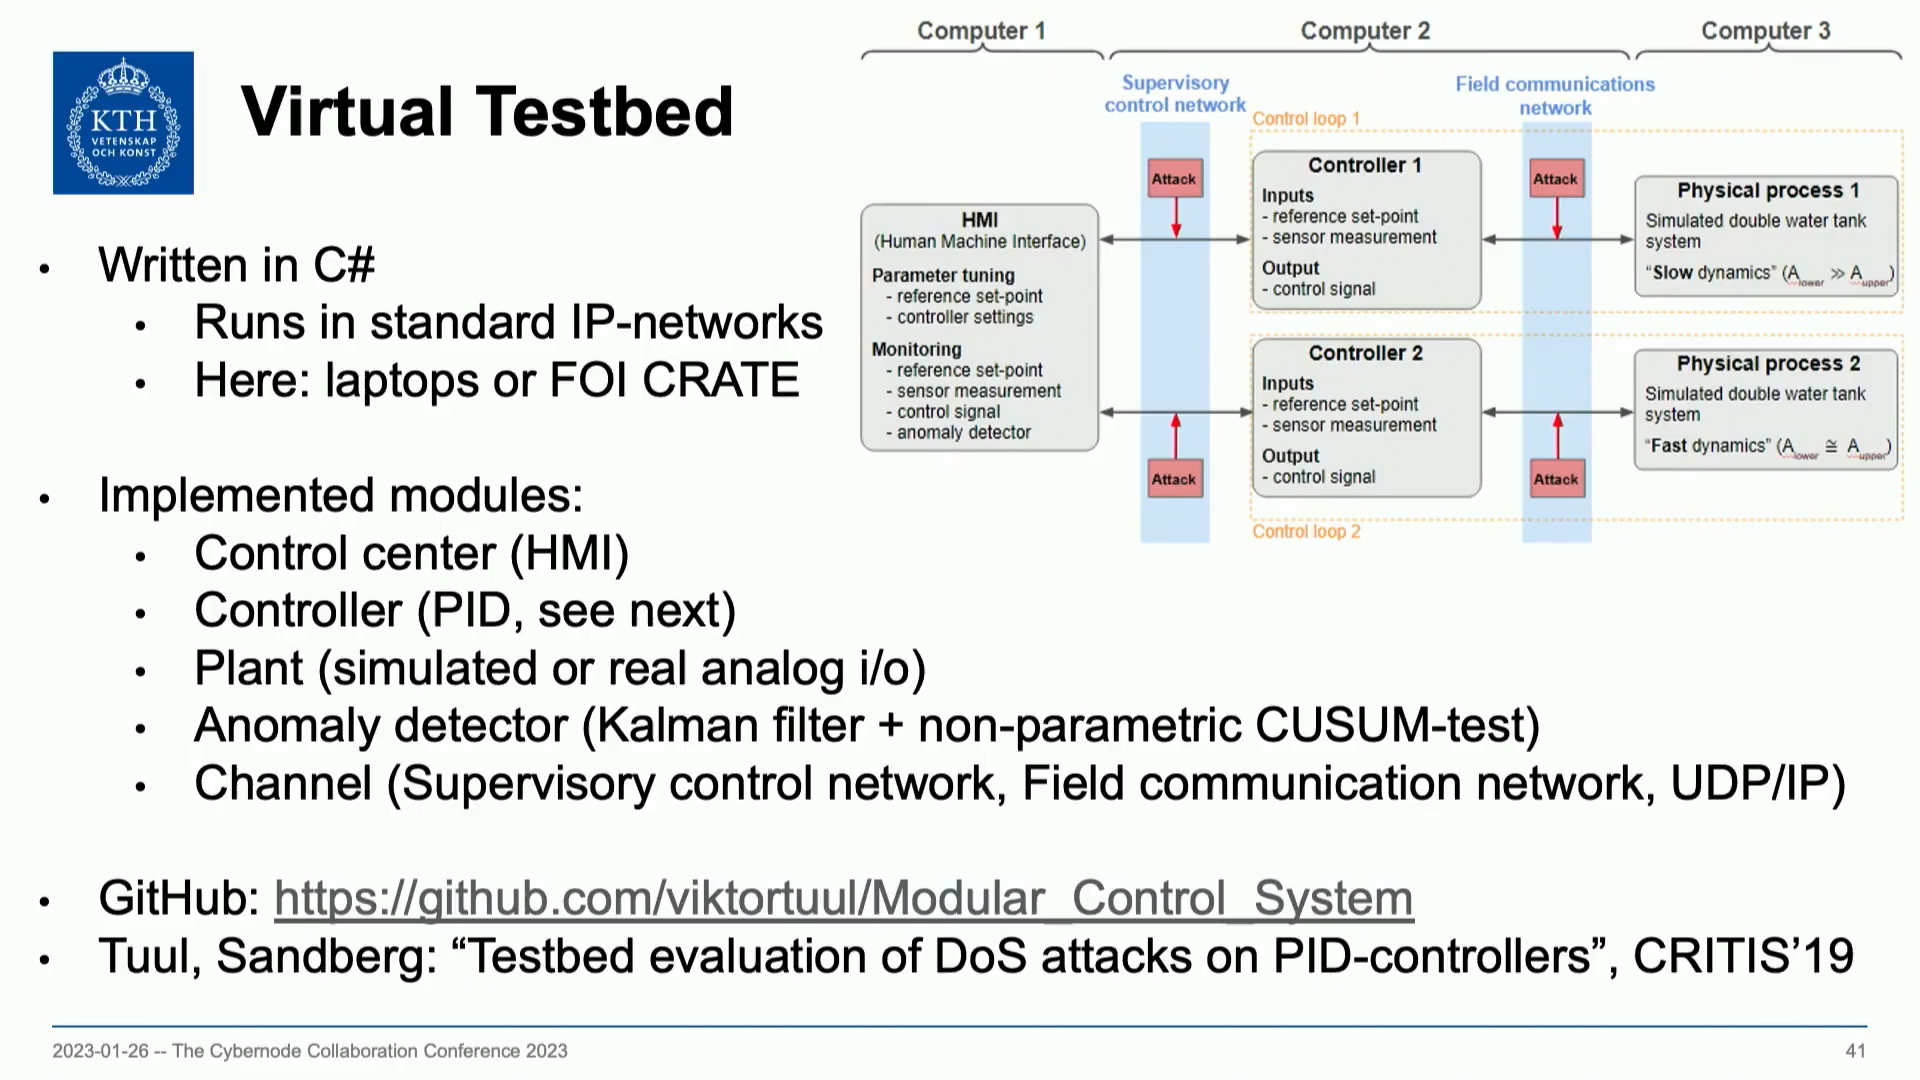 KTH
VETENSKAP
OCH KONST
Virtual Testbed
• Written in C#
• Runs in standard IP-networks
• Here: laptops or FOI CRATE
• Implemented modules:
• Control center (HMI)
• Controller (PID, see next)
• Plant (simulated or real analog i/o)
• Anomaly detector (Kalman filter + non-parametric CUSUM-test)
• Channel (Supervisory control network, Field communication network, UDP/IP)
• GitHub: https://github.com/viktortuul/Modular_Control_System
• Tuul, Sandberg: “Testbed evaluation of DoS attacks on PID-controllers”, CRITIS’19
Computer 1
Computer 2
Computer 3
Supervisory
control network
Field communications
network
Control loop 1
Attack
Attack
HMI
(Human Machine Interface)
Parameter tuning
- reference set-point
- controller settings
Monitoring
- reference set-point
- sensor measurement
- control signal
- anomaly detector
Controller 1
Inputs
- reference set-point
- sensor measurement
Output
- control signal
Physical process 1
Simulated double water tank
system
“Slow dynamics” (Alower ≫ Aupper)
Controller 2
Inputs
- reference set-point
- sensor measurement
Output
- control signal
Physical process 2
Simulated double water tank
system
“Fast dynamics” (Alower ≅ Aupper)
Attack
Attack
Control loop 2
2023-01-26 -- The Cybernode Collaboration Conference 2023
41